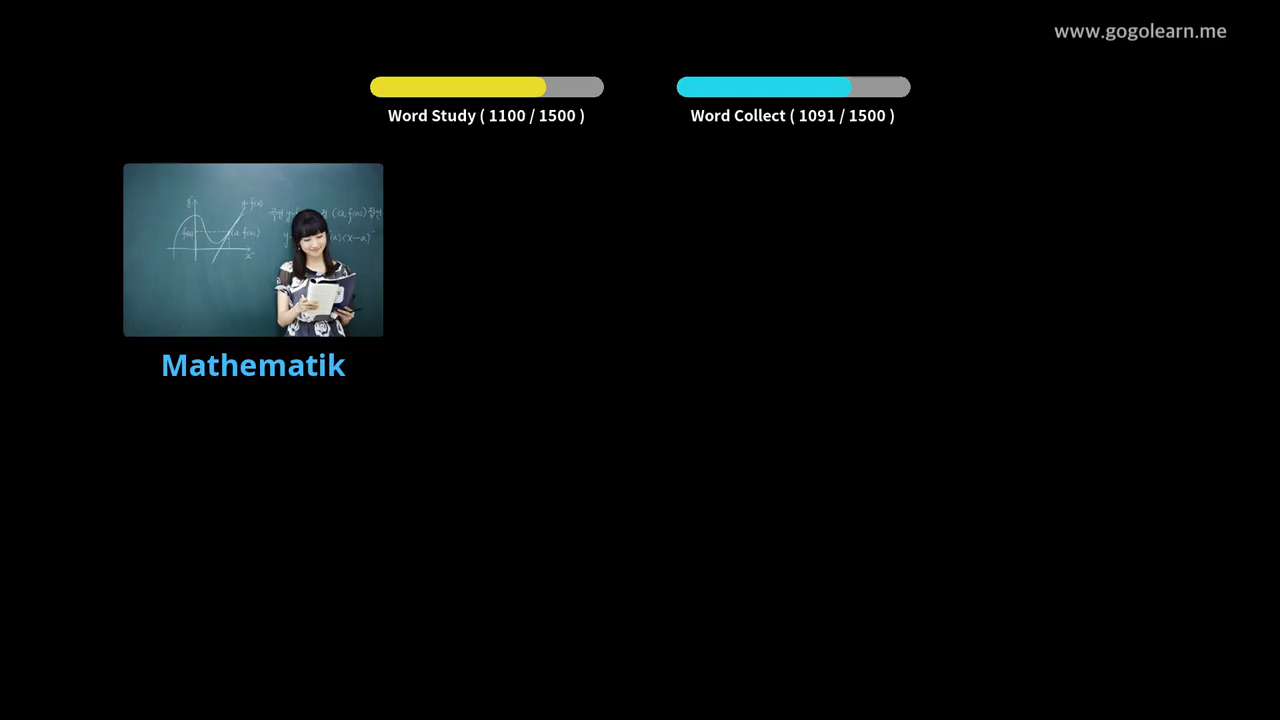 www.gogolearn.me
Word Study ( 1100 / 1500 )
Word Collect ( 1091 / 1500 )
y=f(x)
(a, f(a))
f(a)
x
Mathematik